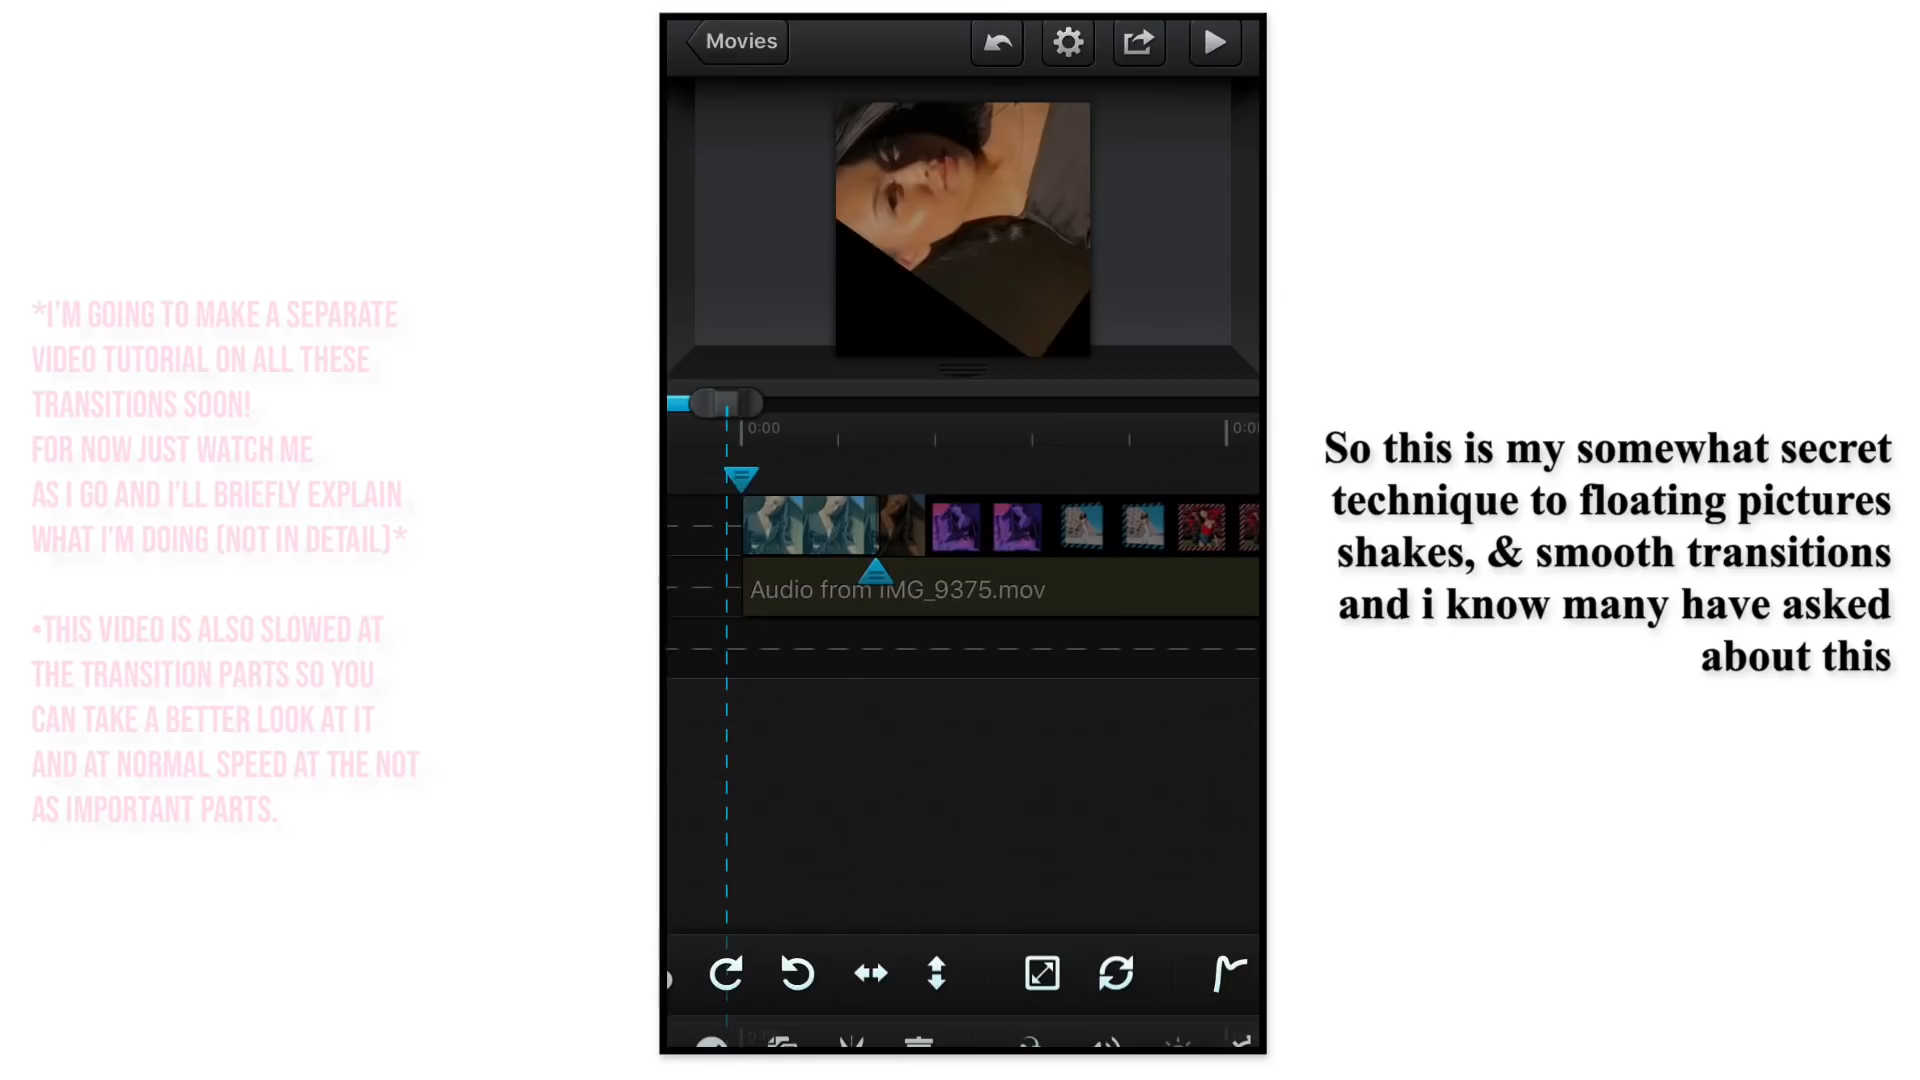 *I'M GOING TO MAKE A SEPARATE
VIDEO TUTORIAL ON ALL THESE
TRANSITIONS SOON!
FOR NOW JUST WATCH ME
AS I GO AND I'LL BRIEFLY EXPLAIN
WHAT I'M DOING (NOT IN DETAIL)*
•THIS VIDEO IS ALSO SLOWED AT
THE TRANSITION PARTS SO YOU
CAN TAKE A BETTER LOOK AT IT
AND AT NORMAL SPEED AT THE NOT
AS IMPORTANT PARTS.
Movies
0:00
Audio from IMG_9375.mov
So this is my somewhat secret
technique to floating pictures
shakes, & smooth transitions
and i know many have asked
about this